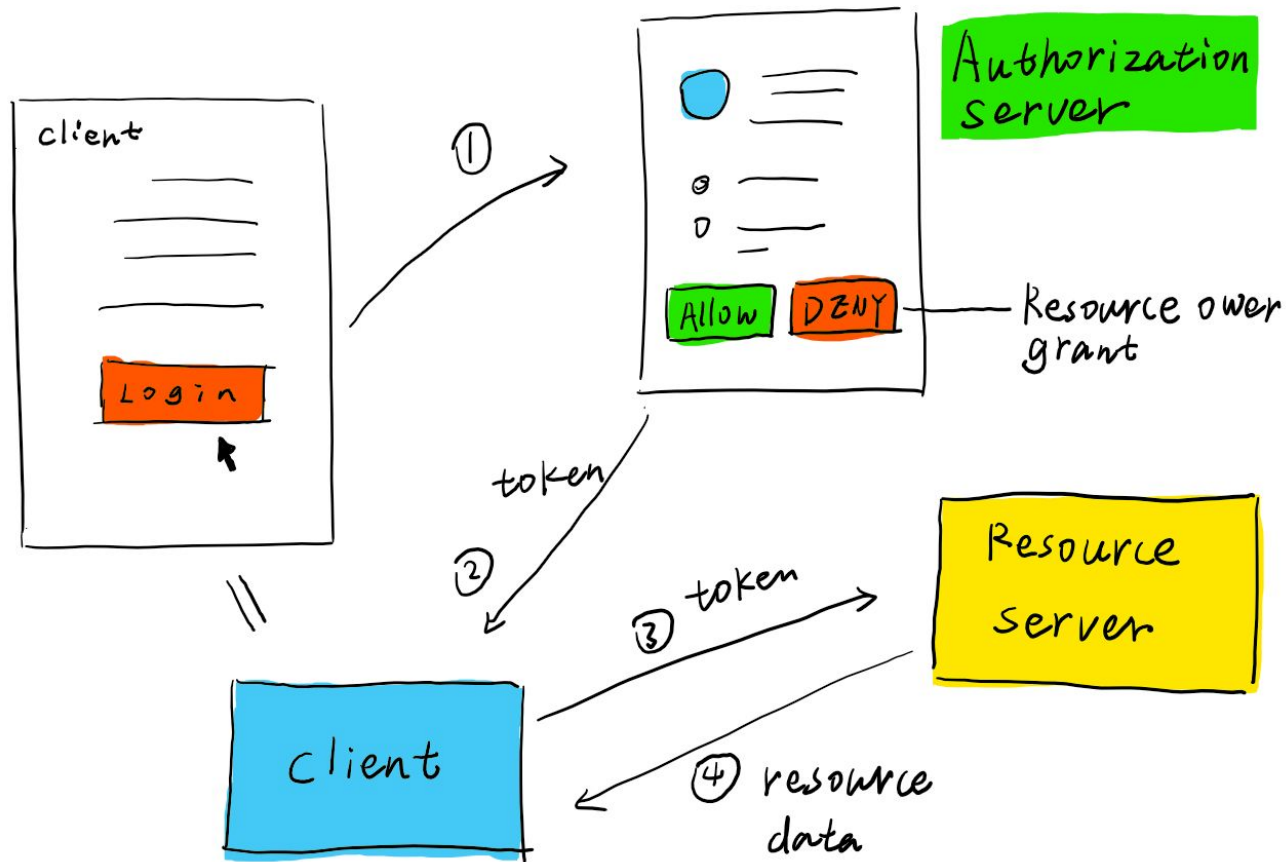 client
Login
①
Authorization
server
Allow
DENY
Resource ower
grant
token
②
③ token
Resource
server
client
④ resource
data